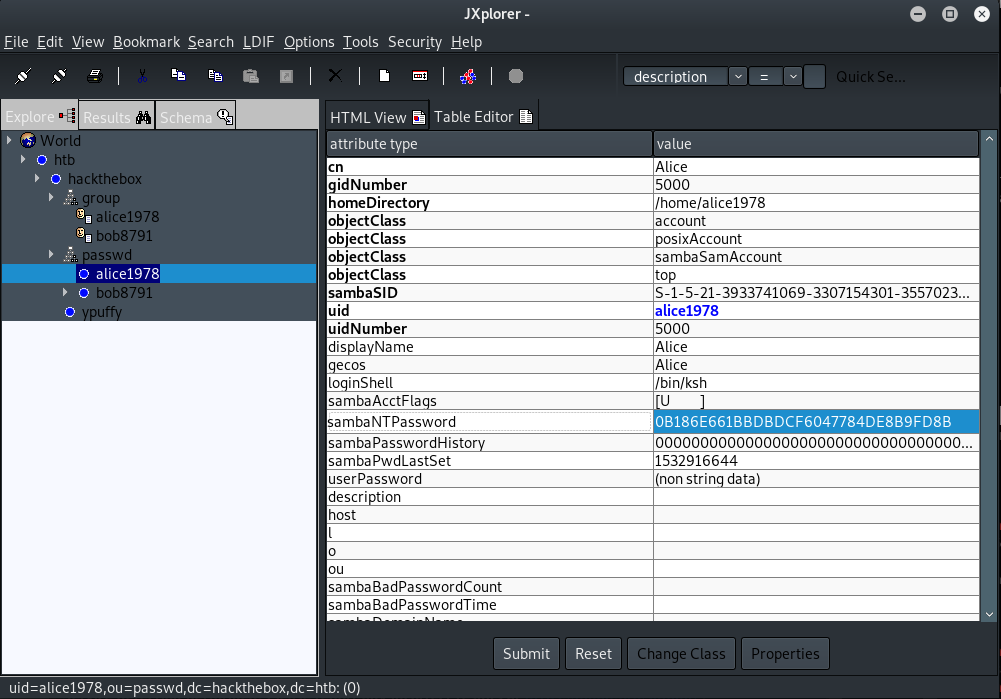 JXplorer -
File Edit View Bookmark Search LDIF Options Tools Security Help
description = Quick Se...
Explore Results Schema
HTML View Table Editor
World
htb
hackthebox
group
alice1978
bob8791
passwd
alice1978
bob8791
ypuffy
attribute type value
cn Alice
gidNumber 5000
homeDirectory /home/alice1978
objectClass account
objectClass posixAccount
objectClass sambaSamAccount
objectClass top
sambaSID S-1-5-21-3933741069-3307154301-3557023...
uid alice1978
uidNumber 5000
displayName Alice
gecos Alice
loginShell /bin/ksh
sambaAcctFlags [U ]
sambaNTPassword 0B186E661BBDBDCF6047784DE8B9FD8B
sambaPasswordHistory 00000000000000000000000000000000000...
sambaPwdLastSet 1532916644
userPassword (non string data)
description
host
l
o
ou
sambaBadPasswordCount
sambaBadPasswordTime
sambaDomainName
Submit Reset Change Class Properties
uid=alice1978,ou=passwd,dc=hackthebox,dc=htb: (0)